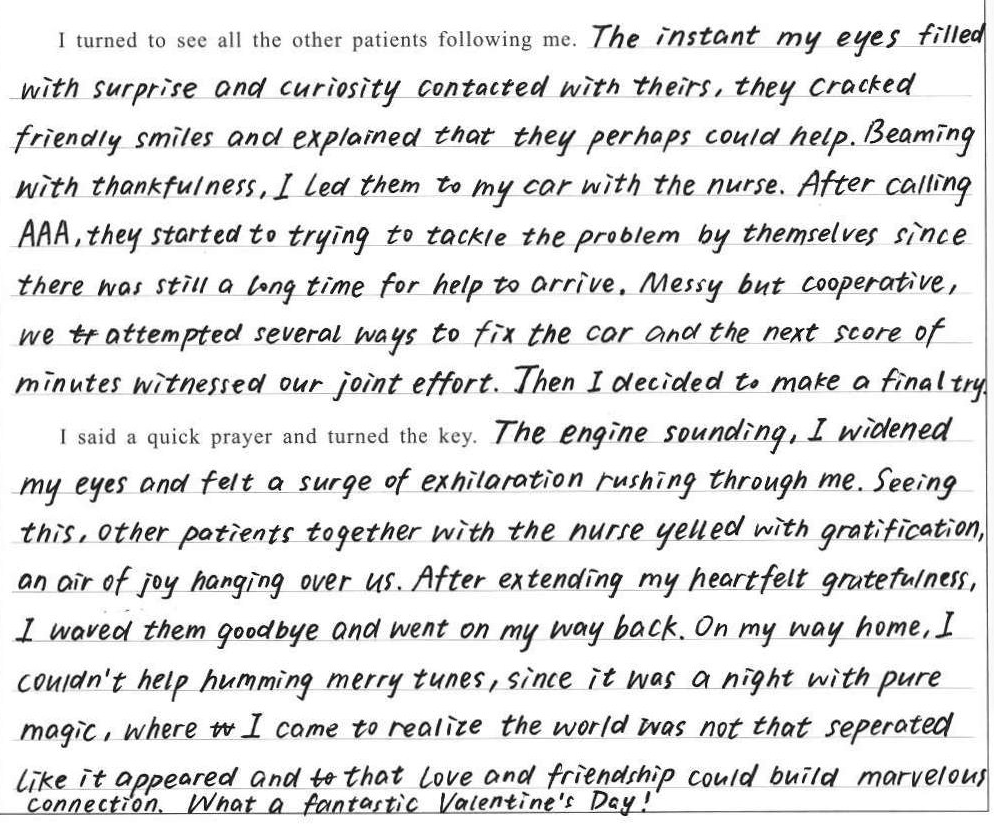 I turned to see all the other patients following me. The instant my eyes filled
with surprise and curiosity contacted with theirs, they cracked
friendly smiles and explained that they perhaps could help. Beaming
with thankfulness, I led them to my car with the nurse. After calling
AAA, they started to trying to tackle the problem by themselves since
there was still a long time for help to arrive. Messy but cooperative,
we tr attempted several ways to fix the car and the next score of
minutes witnessed our joint effort. Then I decided to make a final try.
I said a quick prayer and turned the key. The engine sounding, I widened
my eyes and felt a surge of exhilaration rushing through me. Seeing
this, other patients together with the nurse yelled with gratification,
an air of joy hanging over us. After extending my heartfelt gratefulness,
I waved them goodbye and went on my way back. On my way home, I
couldn't help humming merry tunes, since it was a night with pure
magic, where I came to realize the world was not that seperated
like it appeared and to that love and friendship could build marvelous
connection. What a fantastic Valentine's Day!